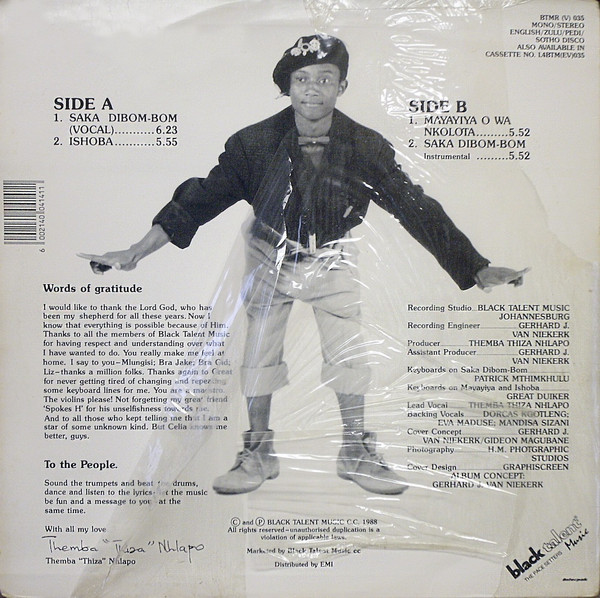 BTMR (V) 035
MONO/STEREO
ENGLISH/ZULU/PEDI/
SOTHO DISCO
ALSO AVAILABLE IN
CASSETTE NO. L4BTM(EV)035
SIDE A
1. SAKA DIBOM-BOM
(VOCAL)...........6.23
2. ISHOBA............5.55
SIDE B
1. MAYAYIYA O WA
NKOLOTA.........5.52
2. SAKA DIBOM-BOM
Instrumental .........5.52
6 002140 041411
Words of gratitude
I would like to thank the Lord God, who has
been my shepherd for all these years. Now I
know that everything is possible because of Him.
Thanks to all the members of Black Talent Music
for having respect and understanding over what
I have wanted to do. You really make me feel at
home. I say to you–Mlungisi; Bra Jake; Bra Gid;
Liz–thanks a million folks. Thanks again to Great
for never getting tired of changing and repeating
some keyboard lines for me. You are a maestro.
The violins please! Not forgetting my great friend
'Spokes H' for his unselfishness towards me.
And to all those who kept telling me that I am a
star of some unknown kind. But Celia knows me
better, guys.
To the People.
Sound the trumpets and beat the drums,
dance and listen to the lyrics–let the music
be fun and a message to you at the
same time.
With all my love
Themba "Thiza" Nhlapo
Themba "Thiza" Nhlapo
Recording Studio BLACK TALENT MUSIC
JOHANNESBURG
Recording Engineer GERHARD J.
VAN NIEKERK
Producer THEMBA THIZA NHLAPO
Assistant Producer GERHARD J.
VAN NIEKERK
Keyboards on Saka Dibom-Bom
PATRICK MTHIMKHULU
Keyboards on Mayayiya and Ishoba
GREAT DUIKER
Lead Vocal THEMBA THIZA NHLAPO
Backing Vocals DORCAS KGOTLENG;
EVA MADUSE; MANDISA SIZANI
Cover Concept GERHARD J.
VAN NIEKERK/GIDEON MAGUBANE
Photography H.M. PHOTGRAPHIC
STUDIOS
Cover Design GRAPHISCREEN
ALBUM CONCEPT:
GERHARD J. VAN NIEKERK
© and ℗ BLACK TALENT MUSIC C.C. 1988
All rights reserved–unauthorised duplication is a
violation of applicable laws.
Marketed by Black Talent Music cc
Distributed by EMI
black talent Music
THE PACE SETTERS